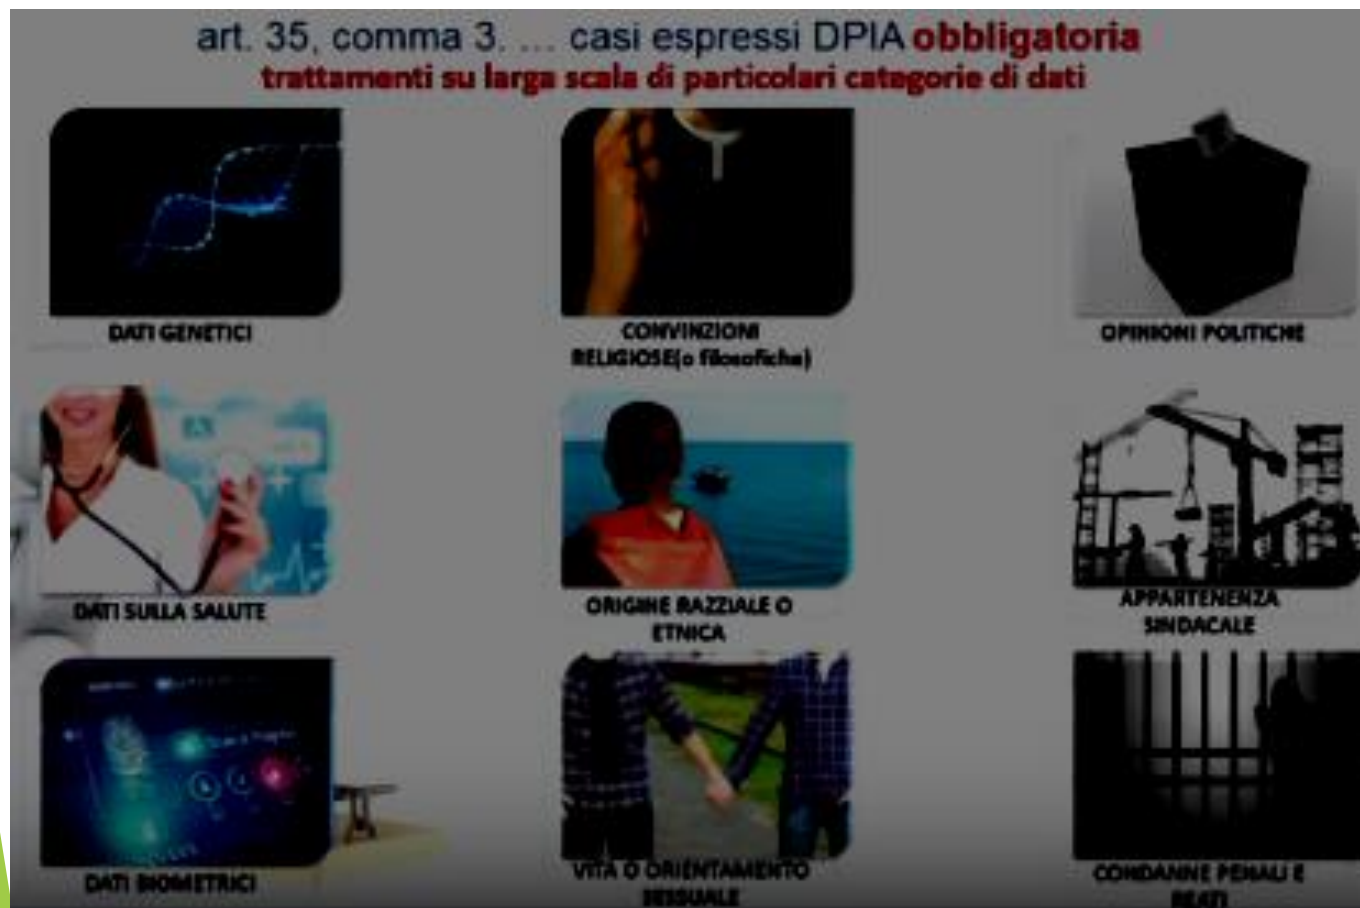 art. 35, comma 3. ... casi espressi DPIA obbligatoria
trattamenti su larga scala di particolari categorie di dati
DATI GENETICI
CONVINZIONI
RELIGIOSE(o filosofiche)
OPINIONI POLITICHE
DATI SULLA SALUTE
ORIGINE RAZZIALE O
ETNICA
APPARTENENZA
SINDACALE
DATI BIOMETRICI
VITA O ORIENTAMENTO
SESSUALE
CONDANNE PENALI E
REATI